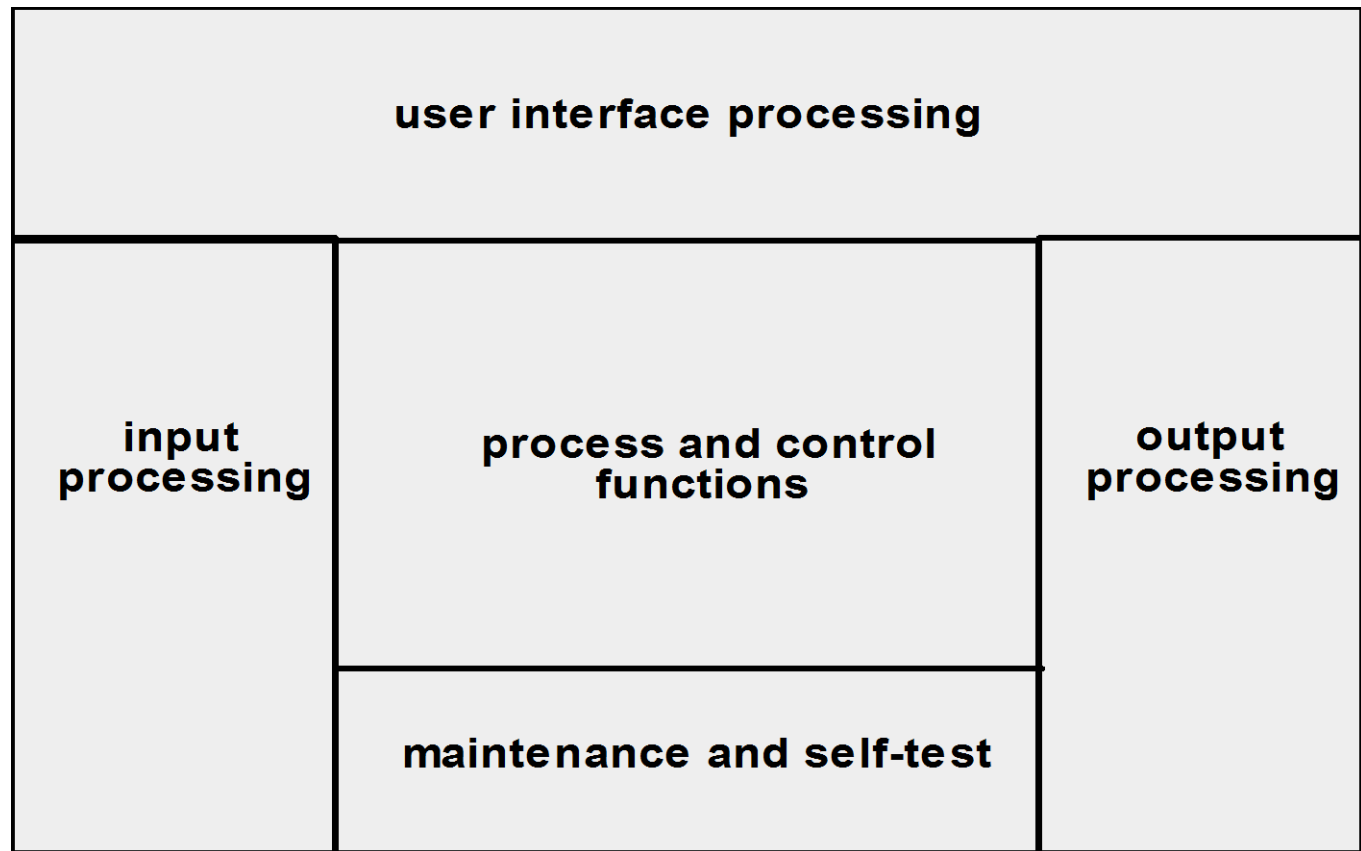 user interface processing
input
processing
process and control
functions
output
processing
maintenance and self-test